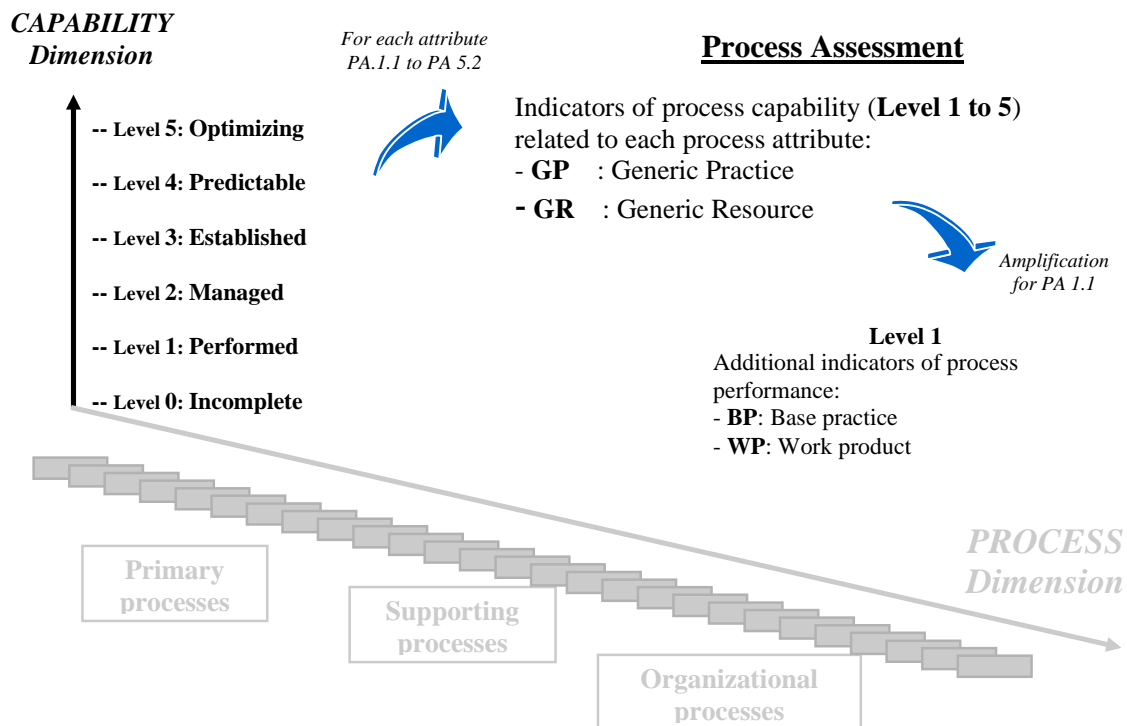 CAPABILITY
Dimension
For each attribute
PA.1.1 to PA 5.2
Process Assessment
Indicators of process capability (Level 1 to 5)
related to each process attribute:
- GP : Generic Practice
- GR : Generic Resource
-- Level 5: Optimizing
-- Level 4: Predictable
-- Level 3: Established
-- Level 2: Managed
-- Level 1: Performed
-- Level 0: Incomplete
Amplification
for PA 1.1
Level 1
Additional indicators of process
performance:
- BP: Base practice
- WP: Work product
PROCESS
Dimension
Primary
processes
Supporting
processes
Organizational
processes